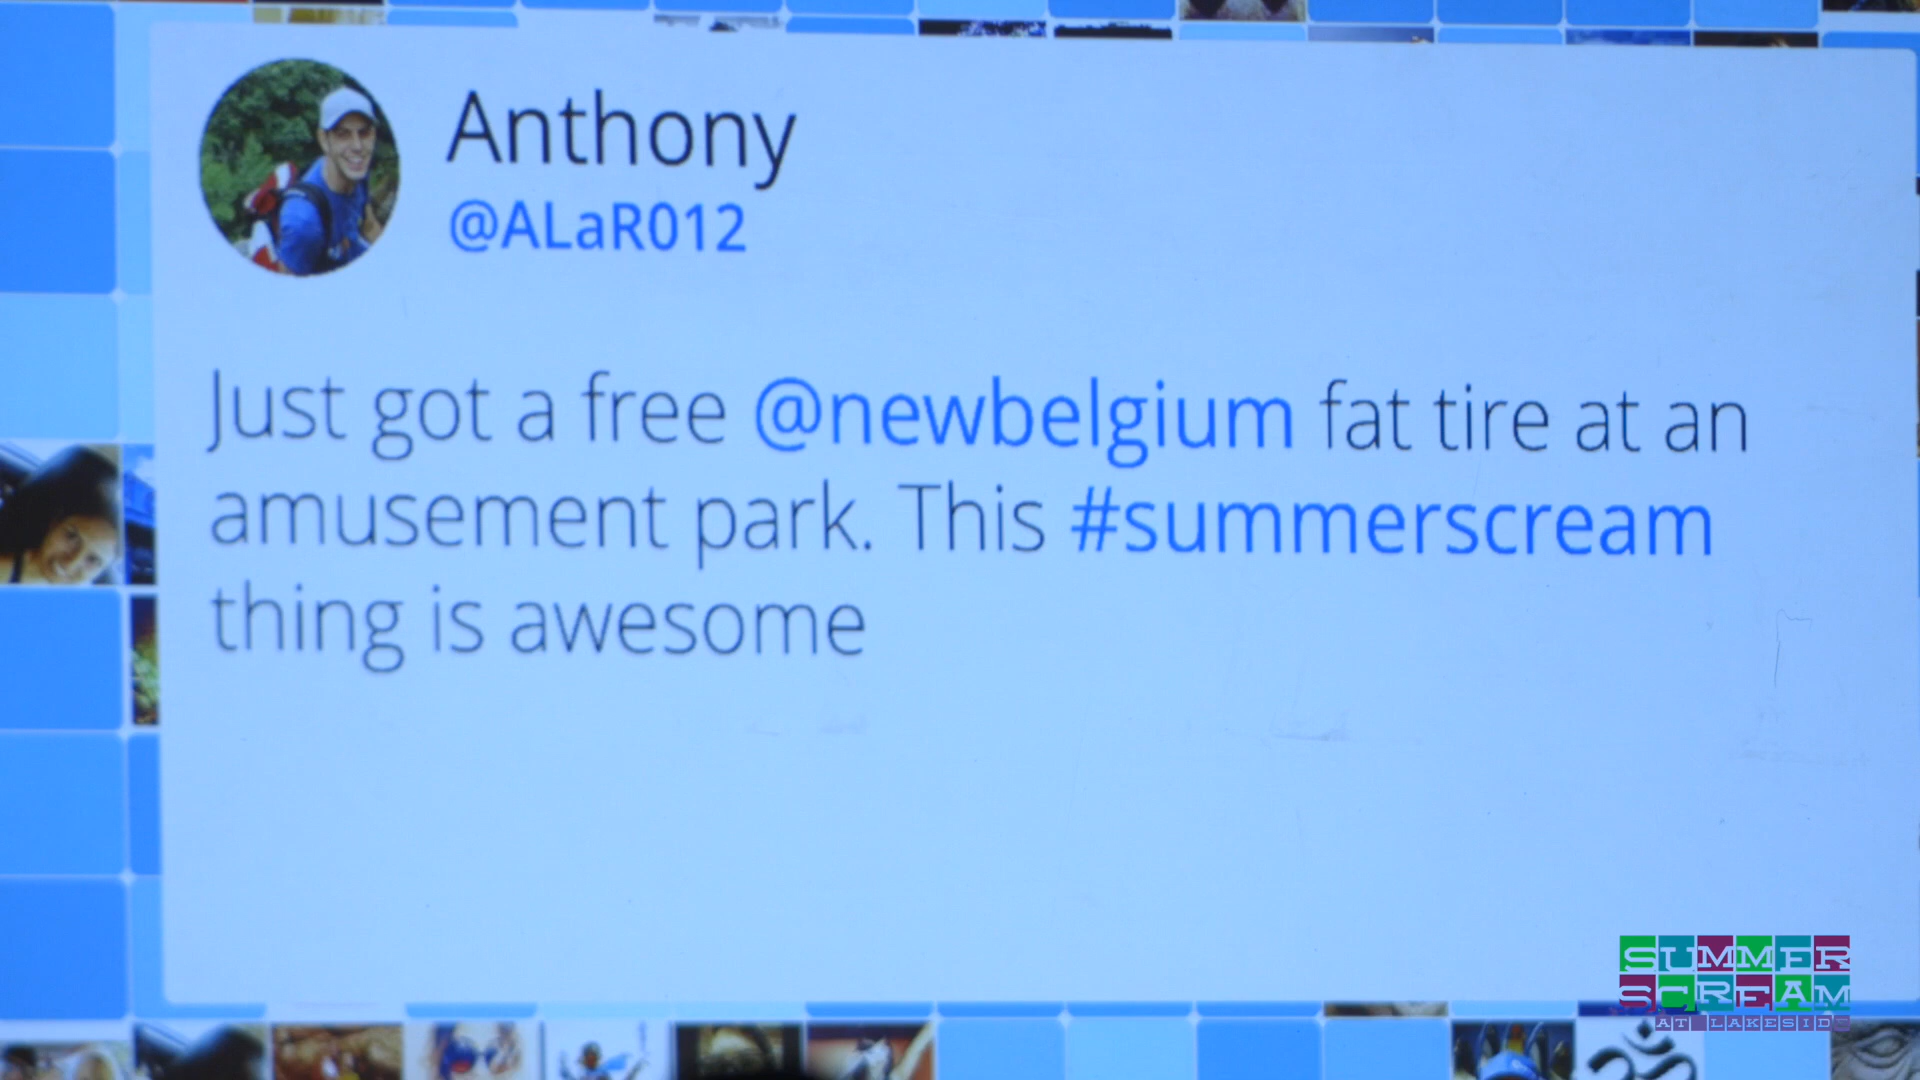 Anthony
@ALaR012
Just got a free @newbelgium fat tire at an
amusement park. This #summerscream
thing is awesome
SUMMER
SCREAM
AT LAKESIDE